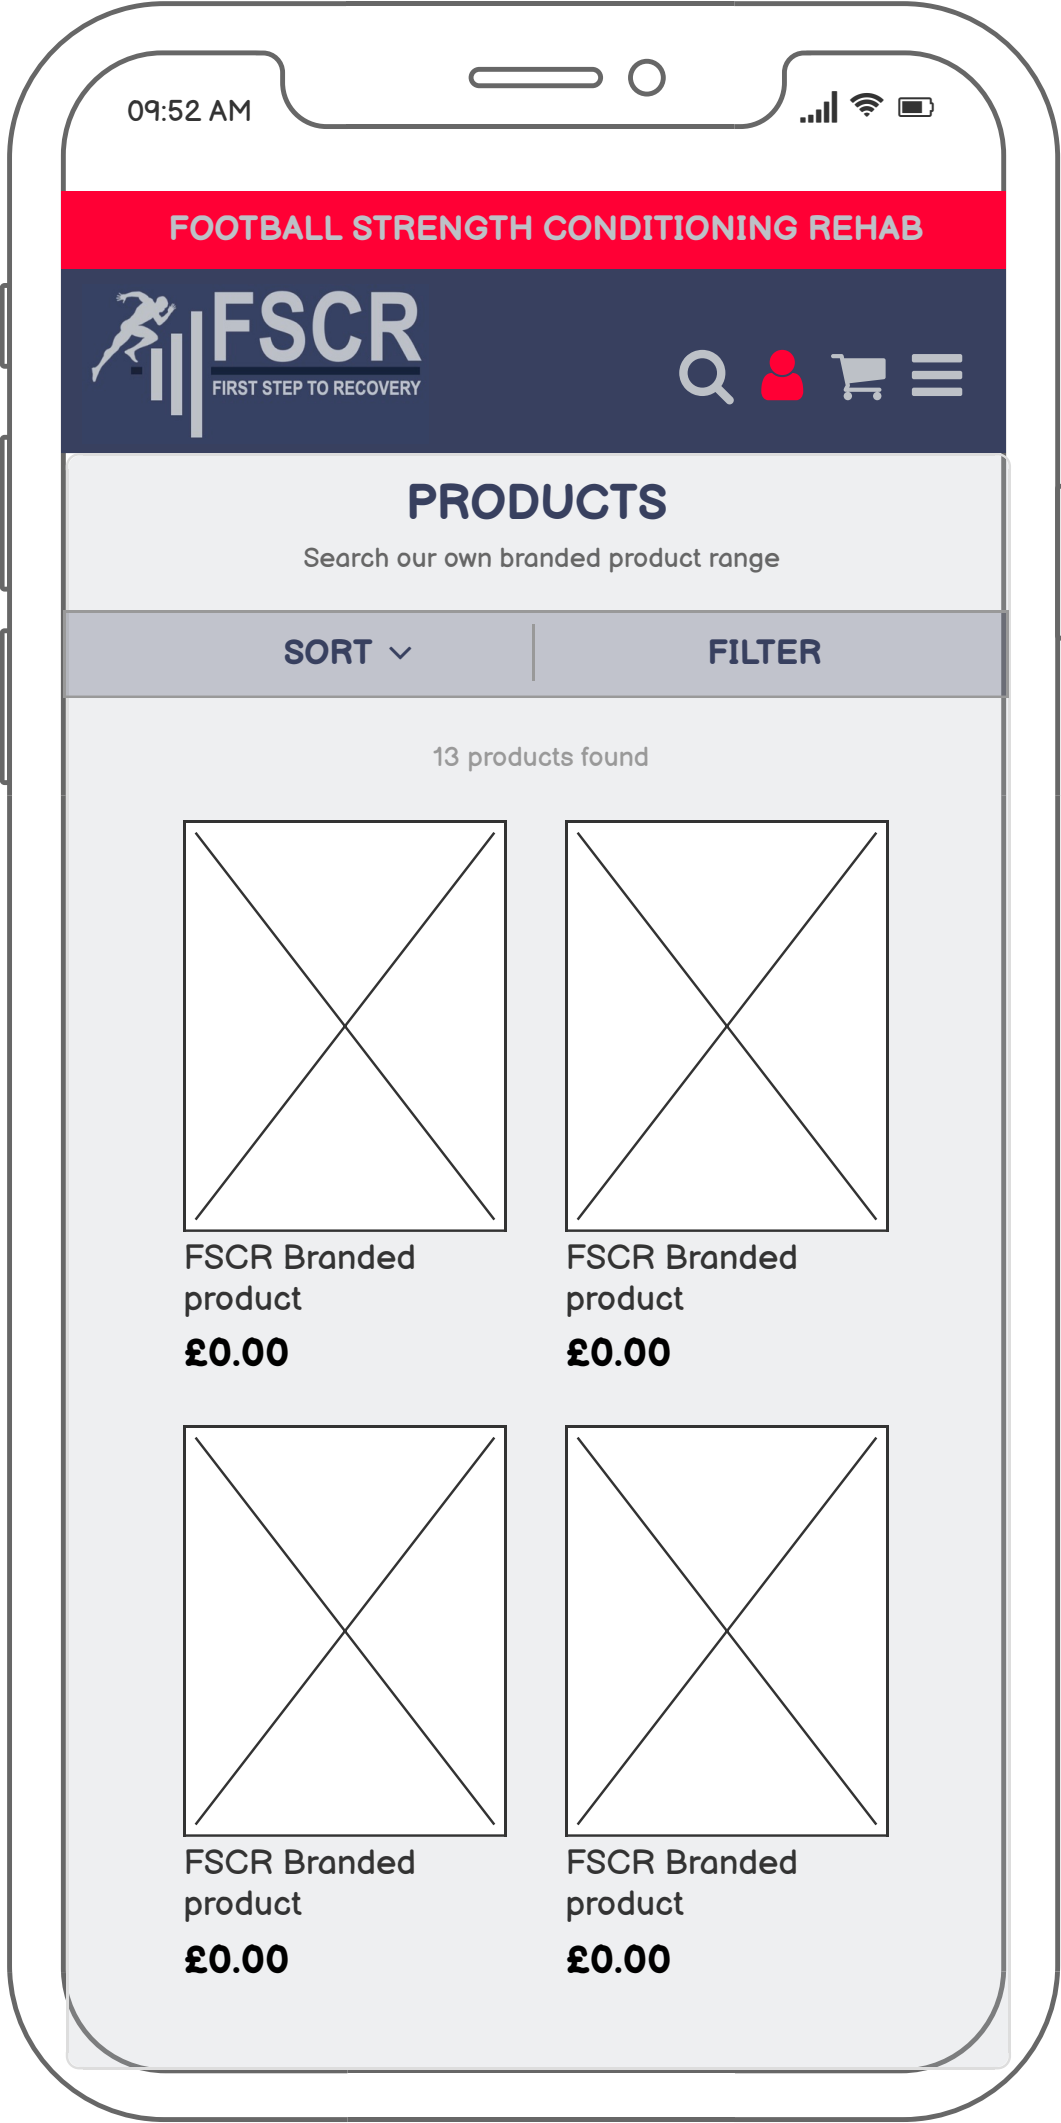 09:52 AM
FOOTBALL STRENGTH CONDITIONING REHAB
FSCR
FIRST STEP TO RECOVERY
PRODUCTS
Search our own branded product range
SORT FILTER
13 products found
FSCR Branded FSCR Branded
product product
£0.00 £0.00
FSCR Branded FSCR Branded
product product
£0.00 £0.00